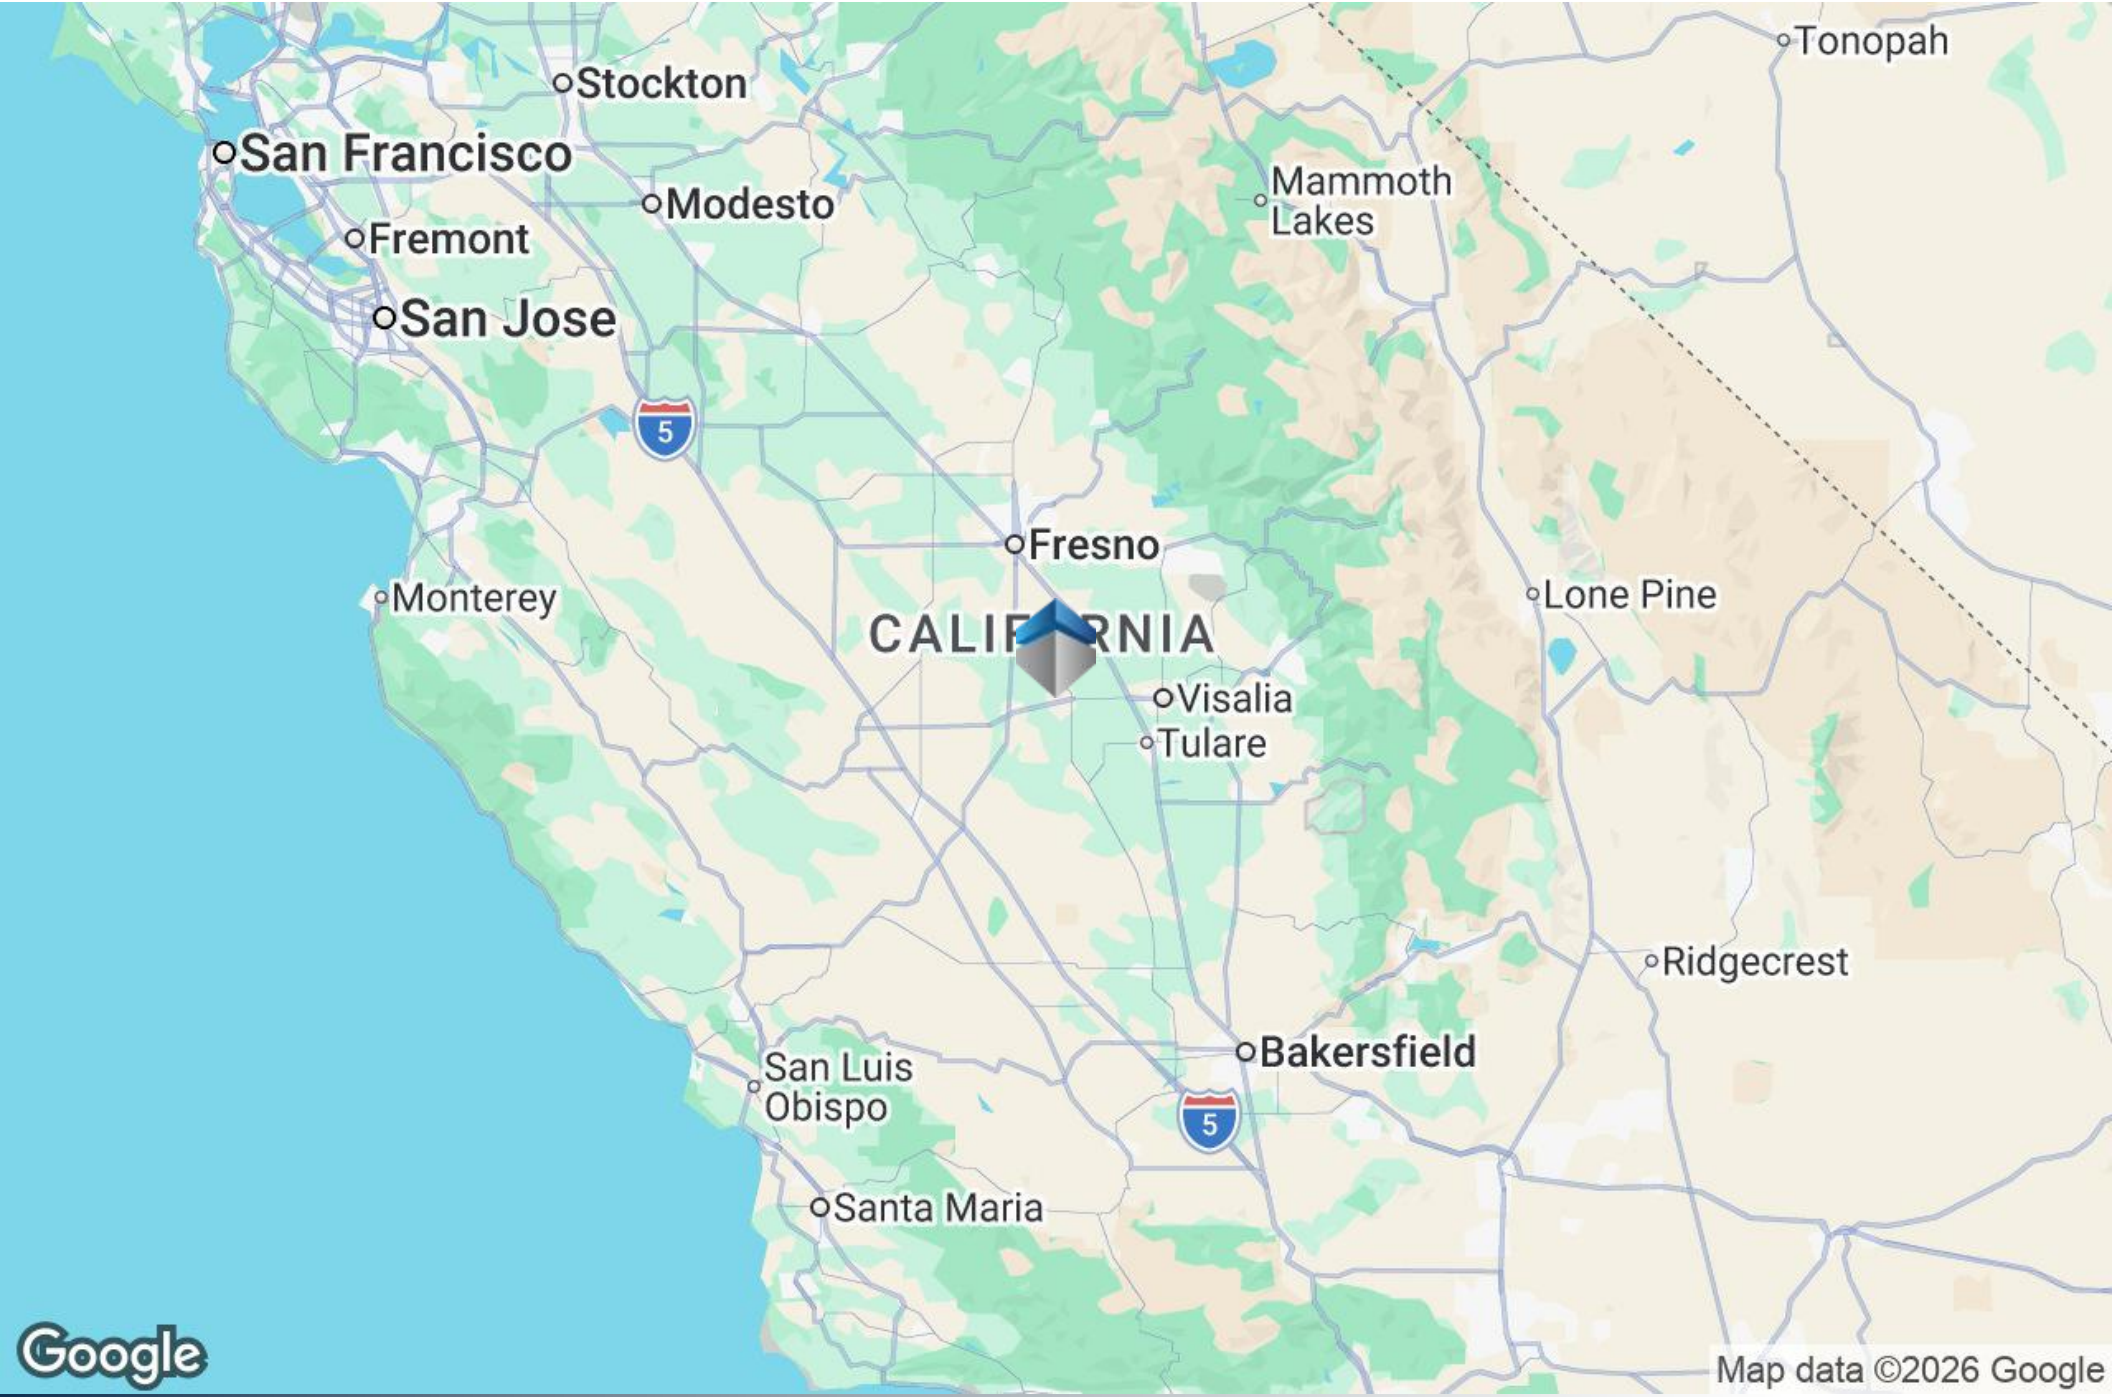 Tonopah
Stockton
San Francisco
Mammoth
Lakes
Modesto
Fremont
San Jose
5
Fresno
Monterey
Lone Pine
CALIF RNIA
Visalia
Tulare
Ridgecrest
Bakersfield
San Luis
Obispo
5
Santa Maria
Google
Map data ©2026 Google